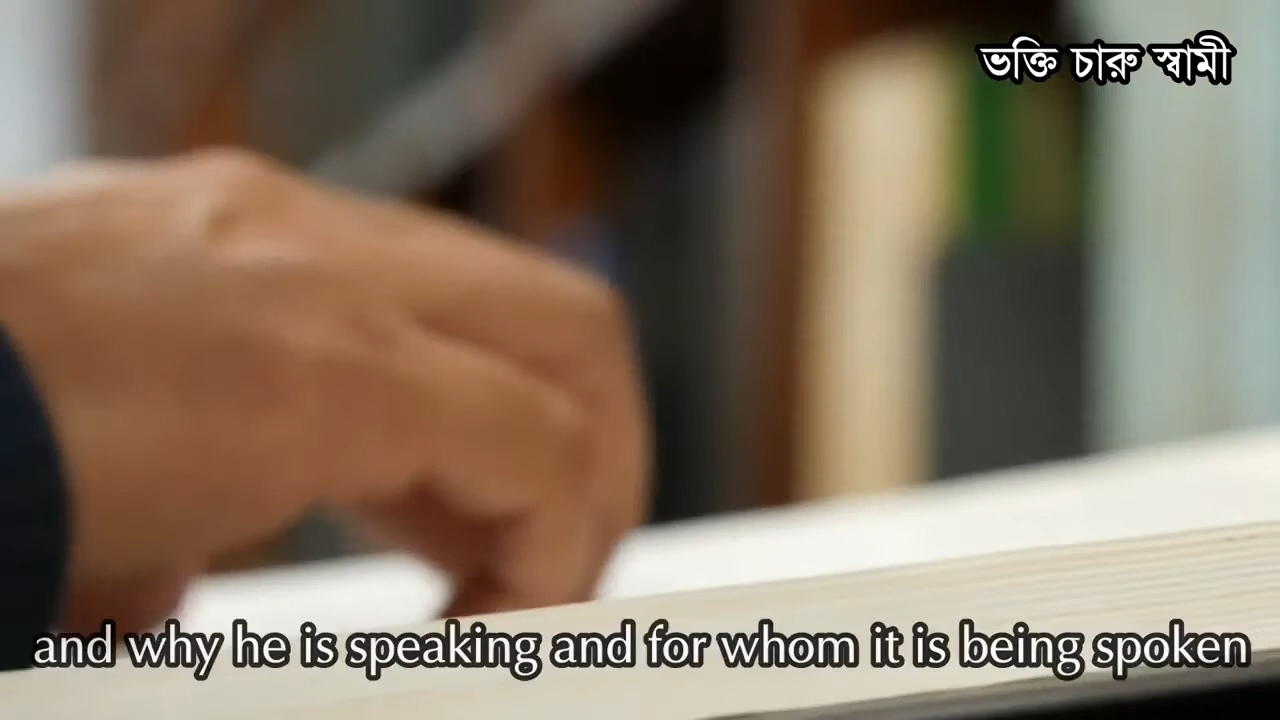 ভক্তি চারু স্বামী
and why he is speaking and for whom it is being spoken